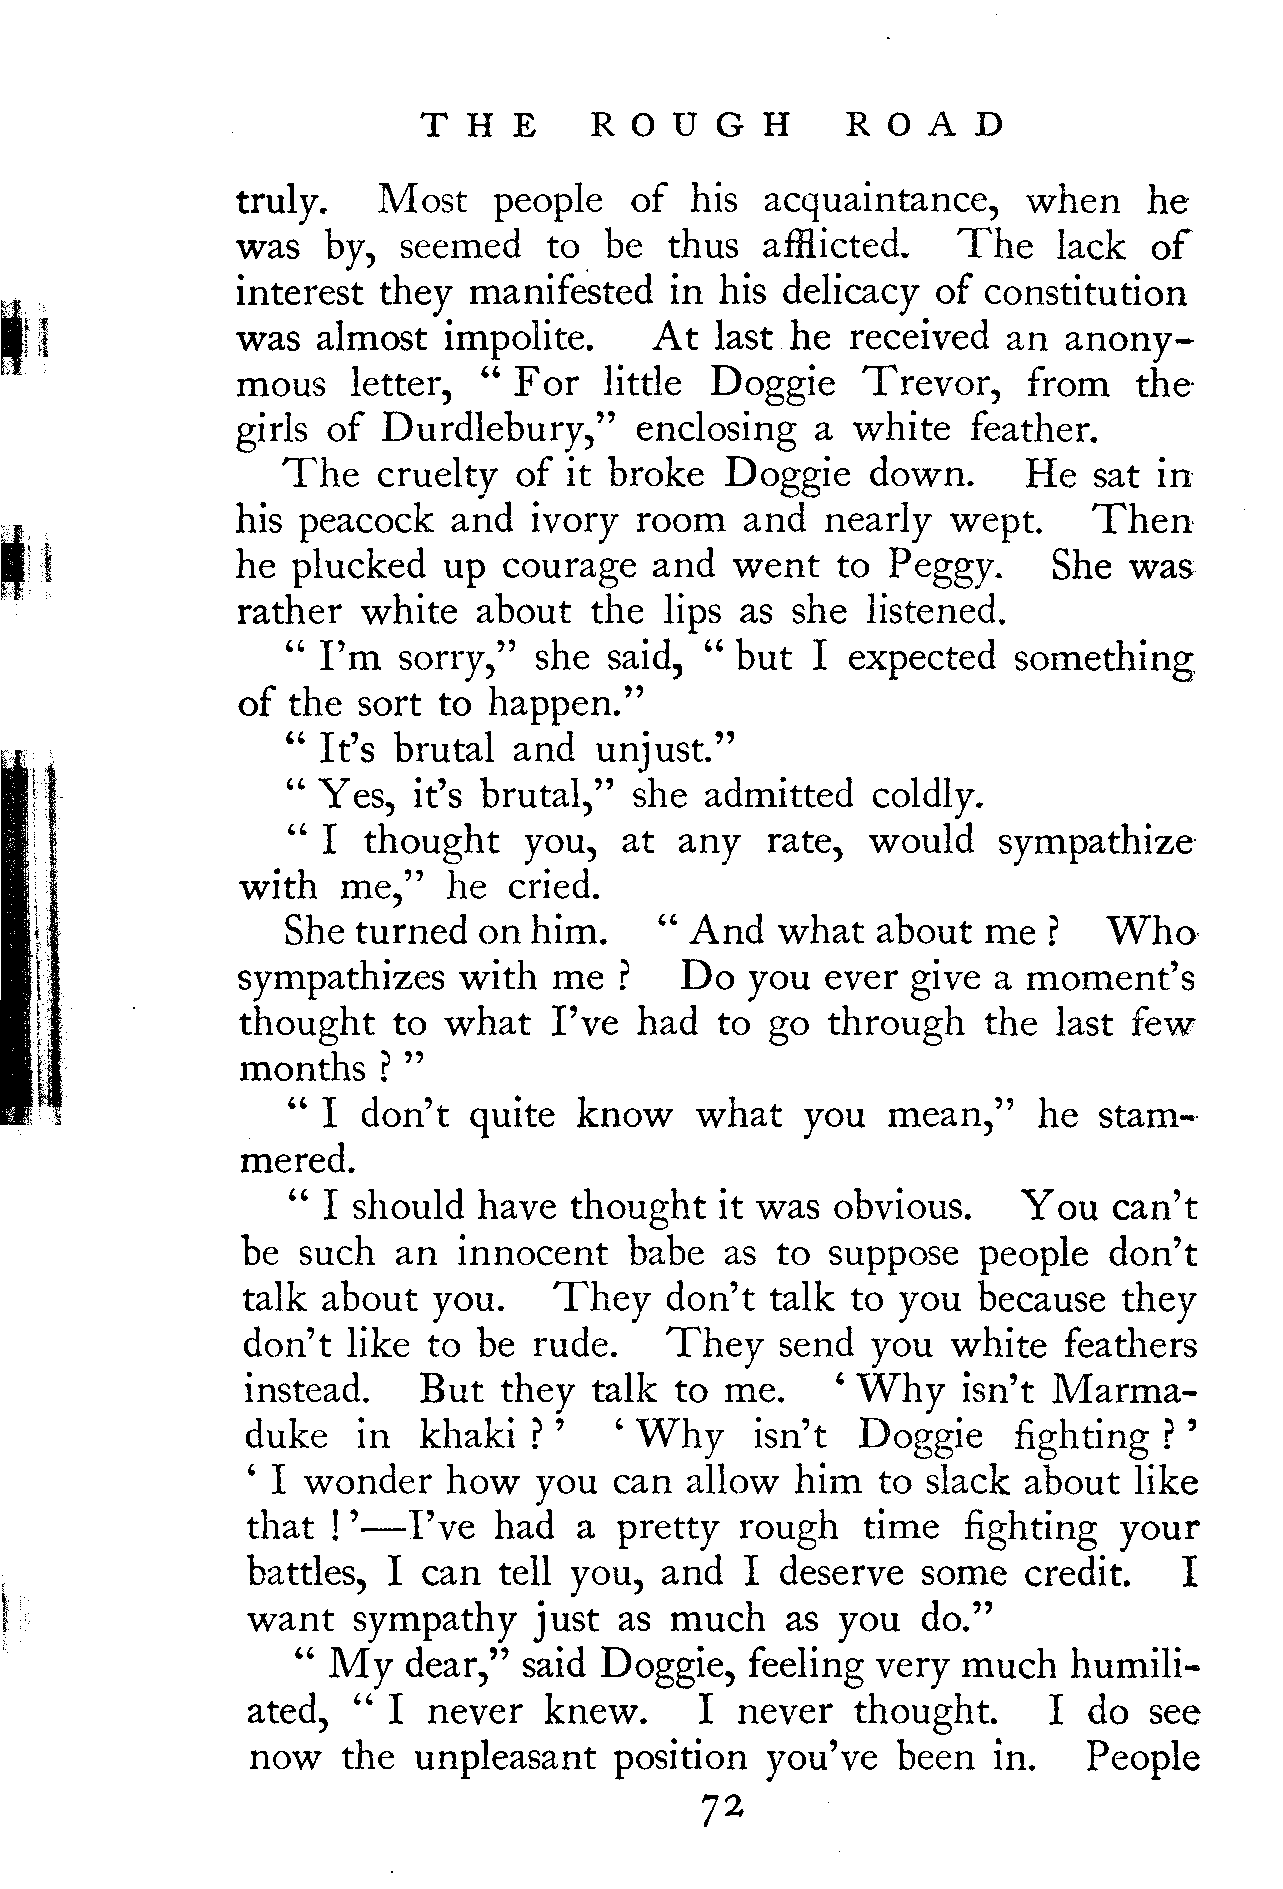 THE ROUGH ROAD
truly. Most people of his acquaintance, when he
was by, seemed to be thus afflicted. The lack of
interest they manifested in his delicacy of constitution
was almost impolite. At last he received an anony-
mous letter, “ For little Doggie Trevor, from the
girls of Durdlebury,” enclosing a white feather.
The cruelty of it broke Doggie down. He sat in
his peacock and ivory room and nearly wept. Then
he plucked up courage and went to Peggy. She was
rather white about the lips as she listened.
“ I’m sorry,” she said, “ but I expected something
of the sort to happen.”
“ It’s brutal and unjust.”
“ Yes, it’s brutal,” she admitted coldly.
“ I thought you, at any rate, would sympathize
with me,” he cried.
She turned on him. “ And what about me ? Who
sympathizes with me ? Do you ever give a moment’s
thought to what I’ve had to go through the last few
months ? ”
“ I don’t quite know what you mean,” he stam-
mered.
“ I should have thought it was obvious. You can’t
be such an innocent babe as to suppose people don’t
talk about you. They don’t talk to you because they
don’t like to be rude. They send you white feathers
instead. But they talk to me. ‘ Why isn’t Marma-
duke in khaki ? ’ ‘ Why isn’t Doggie fighting ? ’
‘ I wonder how you can allow him to slack about like
that ! ’—I’ve had a pretty rough time fighting your
battles, I can tell you, and I deserve some credit. I
want sympathy just as much as you do.”
“ My dear,” said Doggie, feeling very much humili-
ated, “ I never knew. I never thought. I do see
now the unpleasant position you’ve been in. People
72